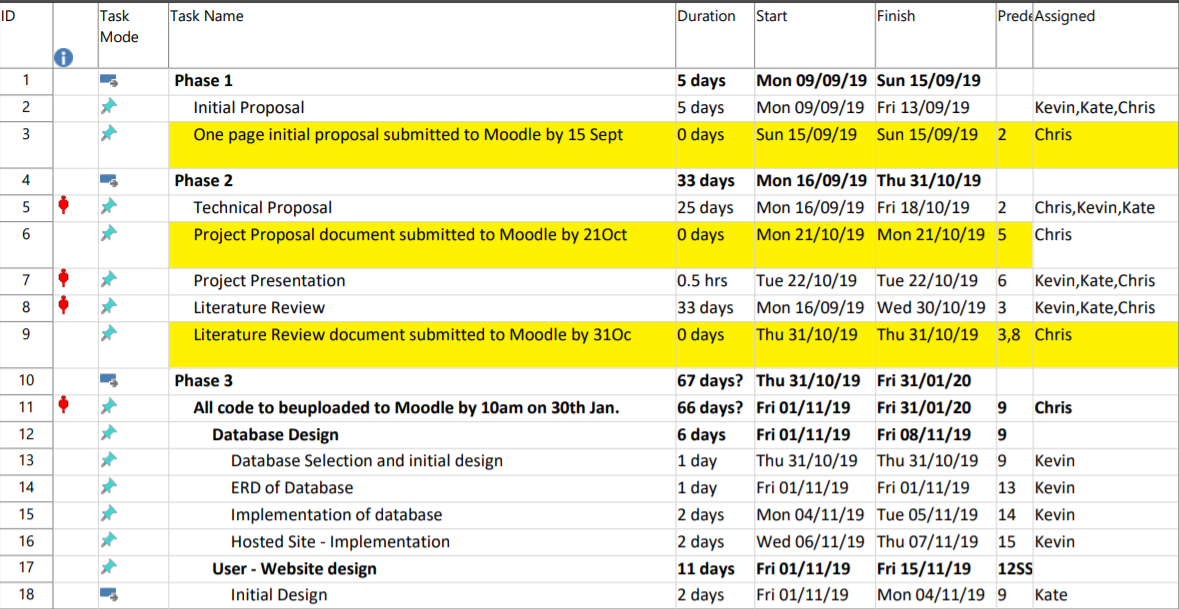 ID Task Mode Task Name Duration Start Finish Prede Assigned
1 Phase 1 5 days Mon 09/09/19 Sun 15/09/19
2 Initial Proposal 5 days Mon 09/09/19 Fri 13/09/19 Kevin,Kate,Chris
3 One page initial proposal submitted to Moodle by 15 Sept 0 days Sun 15/09/19 Sun 15/09/19 2 Chris
4 Phase 2 33 days Mon 16/09/19 Thu 31/10/19
5 Technical Proposal 25 days Mon 16/09/19 Fri 18/10/19 2 Chris,Kevin,Kate
6 Project Proposal document submitted to Moodle by 21Oct 0 days Mon 21/10/19 Mon 21/10/19 5 Chris
7 Project Presentation 0.5 hrs Tue 22/10/19 Tue 22/10/19 6 Kevin,Kate,Chris
8 Literature Review 33 days Mon 16/09/19 Wed 30/10/19 3 Kevin,Kate,Chris
9 Literature Review document submitted to Moodle by 31Oc 0 days Thu 31/10/19 Thu 31/10/19 3,8 Chris
10 Phase 3 67 days? Thu 31/10/19 Fri 31/01/20
11 All code to beuploaded to Moodle by 10am on 30th Jan. 66 days? Fri 01/11/19 Fri 31/01/20 9 Chris
12 Database Design 6 days Fri 01/11/19 Fri 08/11/19 9
13 Database Selection and initial design 1 day Thu 31/10/19 Thu 31/10/19 9 Kevin
14 ERD of Database 1 day Fri 01/11/19 Fri 01/11/19 13 Kevin
15 Implementation of database 2 days Mon 04/11/19 Tue 05/11/19 14 Kevin
16 Hosted Site - Implementation 2 days Wed 06/11/19 Thu 07/11/19 15 Kevin
17 User - Website design 11 days Fri 01/11/19 Fri 15/11/19 12SS
18 Initial Design 2 days Fri 01/11/19 Mon 04/11/19 9 Kate